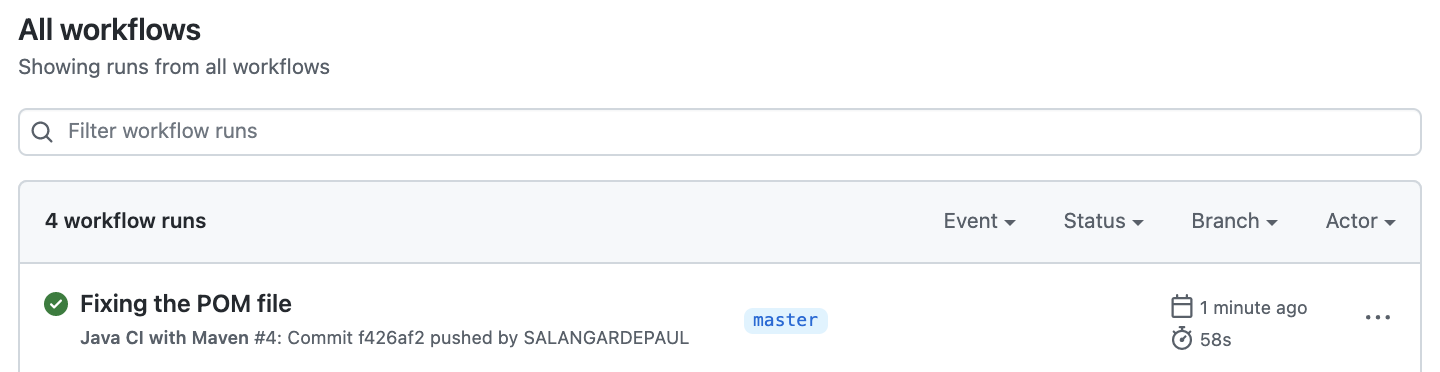 All workflows
Showing runs from all workflows
Filter workflow runs
4 workflow runs Event Status Branch Actor
Fixing the POM file
Java CI with Maven #4: Commit f426af2 pushed by SALANGARDEPAUL
master
1 minute ago
58s